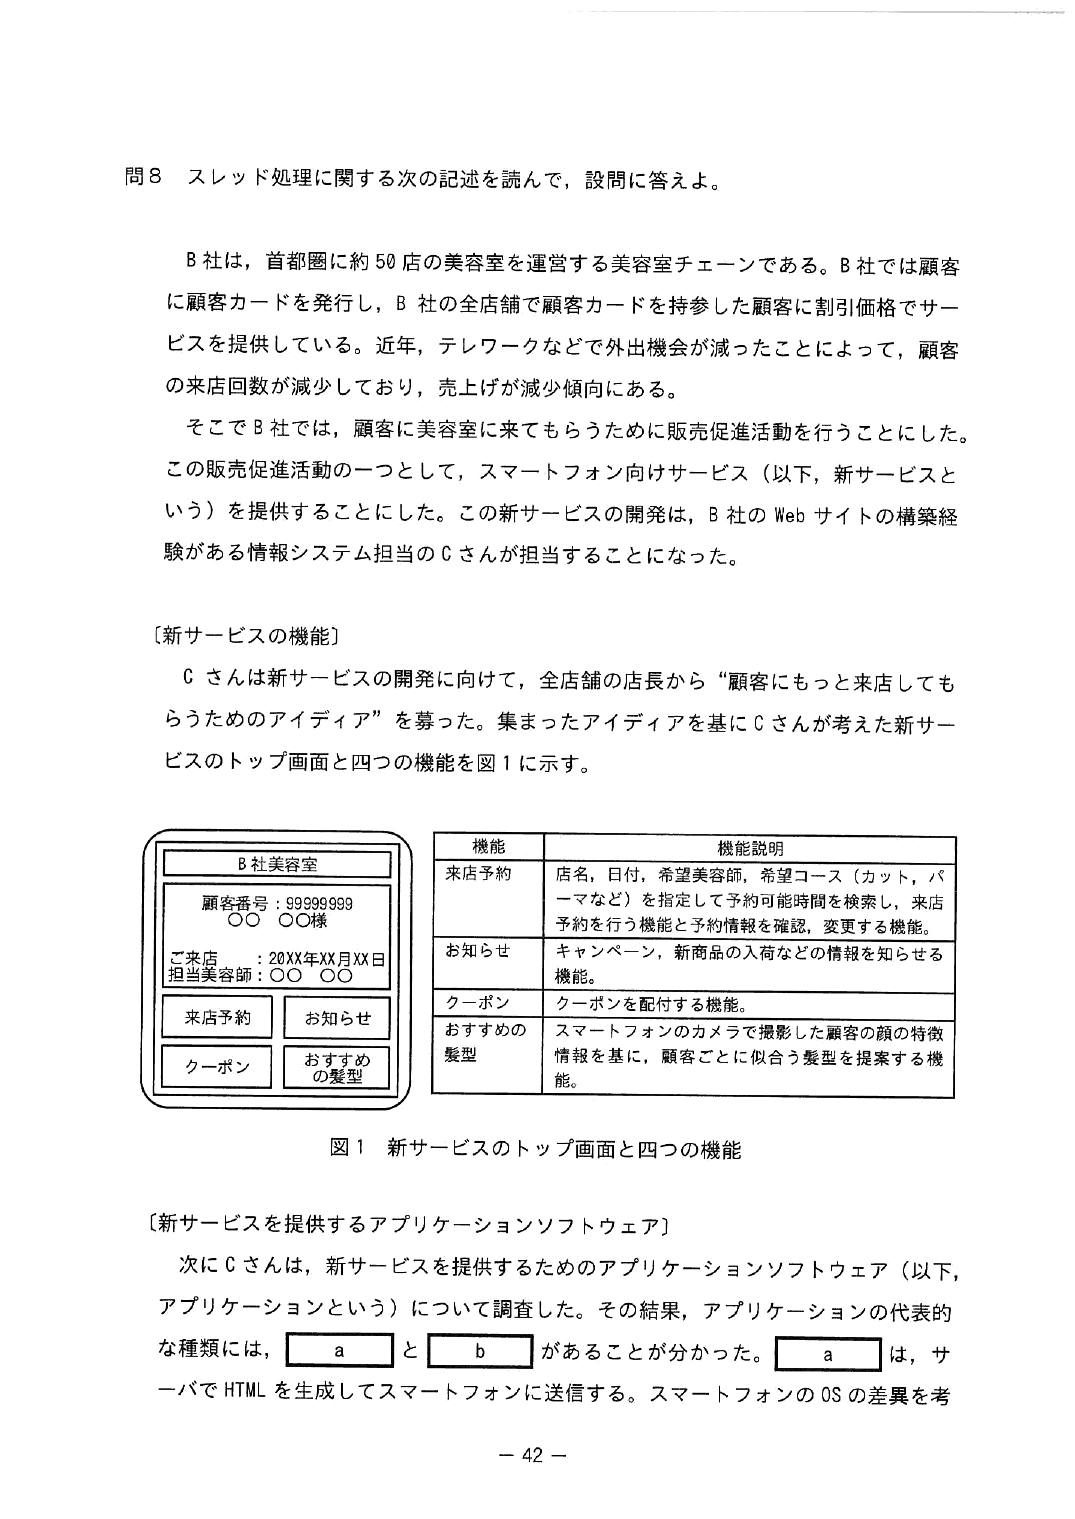 問8 スレッド処理に関する次の記述を読んで，設問に答えよ。
B 社は，首都圏に約 50 店の美容室を運営する美容室チェーンである。B 社では顧客
に顧客カードを発行し，B 社の全店舗で顧客カードを持参した顧客に割引価格でサー
ビスを提供している。近年，テレワークなどで外出機会が減ったことによって，顧客
の来店回数が減少しており，売上げが減少傾向にある。
そこで B 社では，顧客に美容室に来てもらうために販売促進活動を行うことにした。
この販売促進活動の一つとして，スマートフォン向けサービス（以下，新サービスと
いう）を提供することにした。この新サービスの開発は，B 社の Web サイトの構築経
験がある情報システム担当の C さんが担当することになった。
〔新サービスの機能〕
C さんは新サービスの開発に向けて，全店舗の店長から“顧客にもっと来店しても
らうためのアイディア”を募った。集まったアイディアを基に C さんが考えた新サー
ビスのトップ画面と四つの機能を図 1 に示す。
B 社美容室
顧客番号：99999999
○○ ○○様
ご来店 ：20XX年XX月XX日
担当美容師：○○ ○○
来店予約 お知らせ
クーポン おすすめ
の髪型
機能 機能説明
来店予約 店名，日付，希望美容師，希望コース（カット，パ
ーマなど）を指定して予約可能時間を検索し，来店
予約を行う機能と予約情報を確認，変更する機能。
お知らせ キャンペーン，新商品の入荷などの情報を知らせる
機能。
クーポン クーポンを配付する機能。
おすすめの スマートフォンのカメラで撮影した顧客の顔の特徴
髪型 情報を基に，顧客ごとに似合う髪型を提案する機
能。
図 1 新サービスのトップ画面と四つの機能
〔新サービスを提供するアプリケーションソフトウェア〕
次に C さんは，新サービスを提供するためのアプリケーションソフトウェア（以下，
アプリケーションという）について調査した。その結果，アプリケーションの代表的
な種類には， a と b があることが分かった。 a は，サ
ーバで HTML を生成してスマートフォンに送信する。スマートフォンの OS の差異を考
― 42 ―